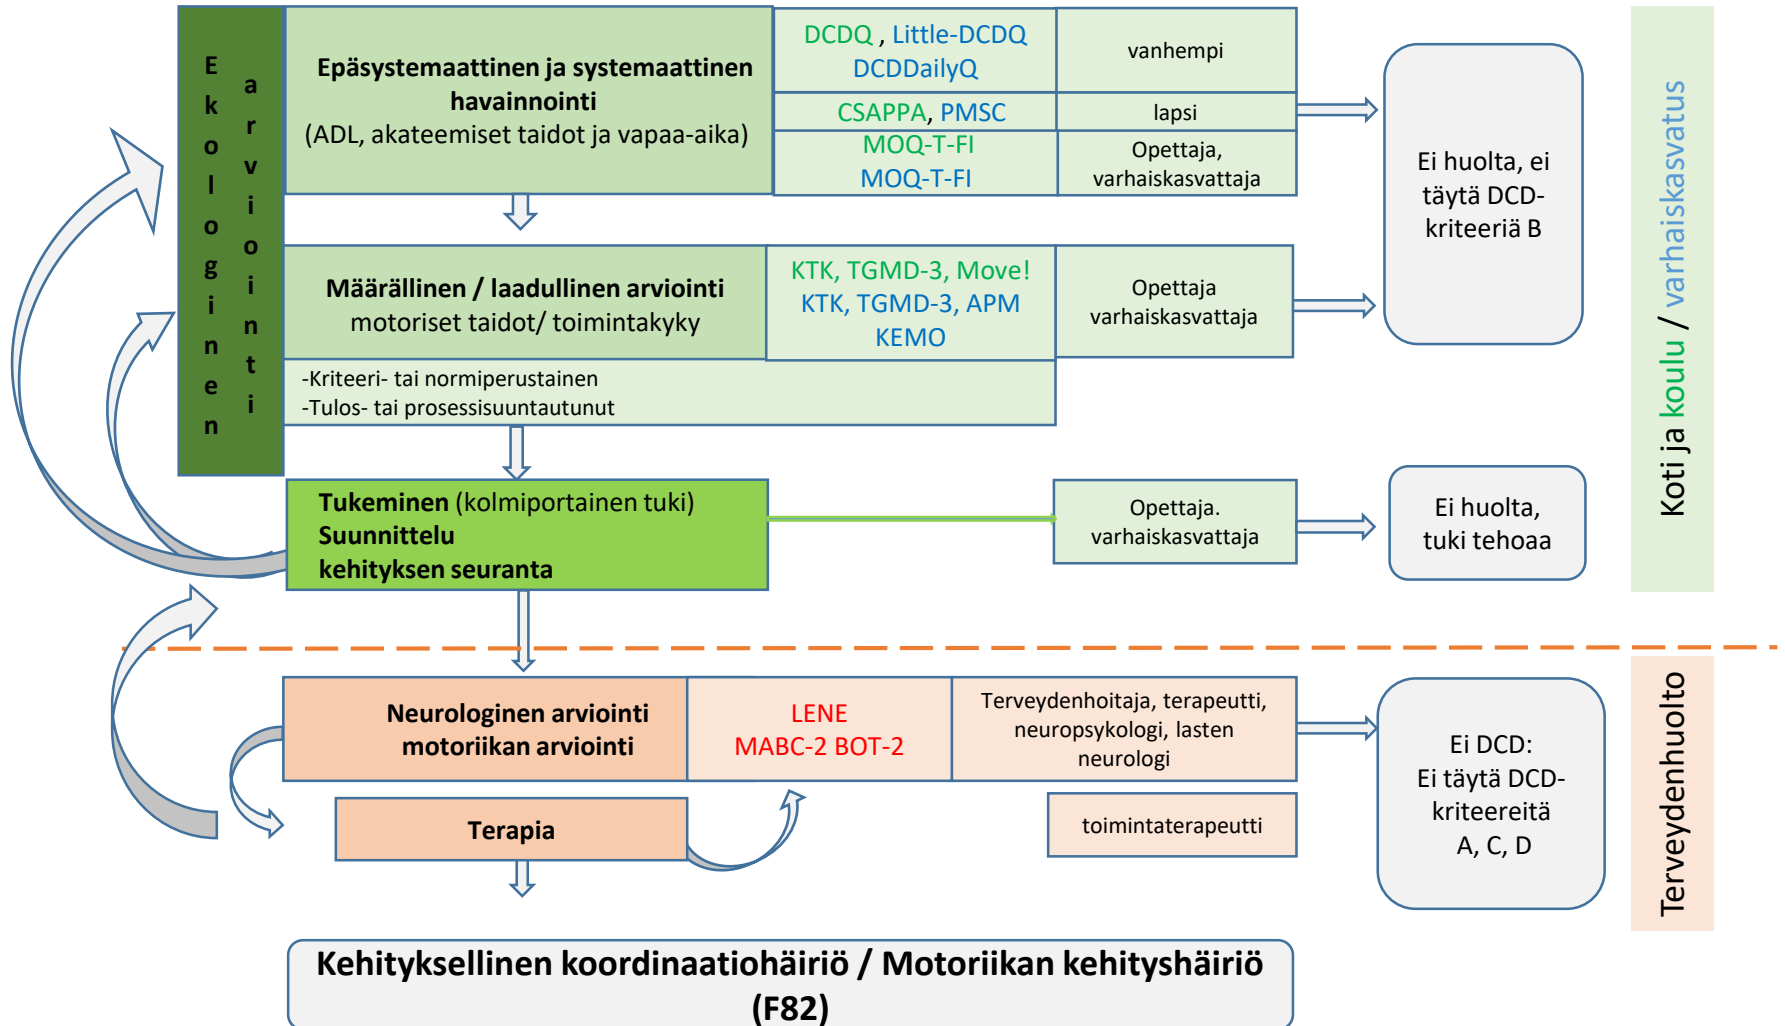 Ekologinen
arviointi
Epäsystemaattinen ja systemaattinen
havainnointi
(ADL, akateemiset taidot ja vapaa-aika)
DCDQ , Little-DCDQ
DCDDailyQ
vanhempi
CSAPPA, PMSC
lapsi
MOQ-T-FI
MOQ-T-FI
Opettaja,
varhaiskasvattaja
Ei huolta, ei
täytä DCD-
kriteeriä B
Määrällinen / laadullinen arviointi
motoriset taidot/ toimintakyky
KTK, TGMD-3, Move!
KTK, TGMD-3, APM
KEMO
Opettaja
varhaiskasvattaja
-Kriteeri- tai normiperustainen
-Tulos- tai prosessisuuntautunut
Tukeminen (kolmiportainen tuki)
Suunnittelu
kehityksen seuranta
Opettaja.
varhaiskasvattaja
Ei huolta,
tuki tehoaa
Koti ja koulu / varhaiskasvatus
Neurologinen arviointi
motoriikan arviointi
LENE
MABC-2 BOT-2
Terveydenhoitaja, terapeutti,
neuropsykologi, lasten
neurologi
Ei DCD:
Ei täytä DCD-
kriteereitä
A, C, D
Terapia
toimintaterapeutti
Terveydenhuolto
Kehityksellinen koordinaatiohäiriö / Motoriikan kehityshäiriö
(F82)